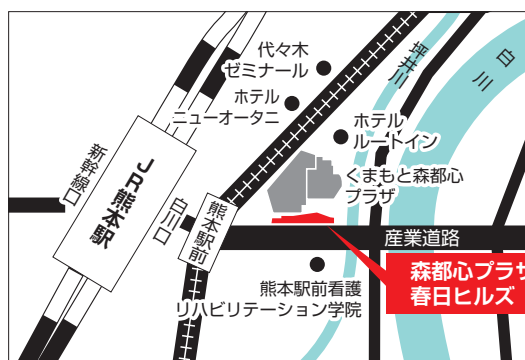 代々木
ゼミナール
ホテル
ニューオータニ
坪井川
白川
ホテル
ルートイン
くまもと森都心
プラザ
新幹線口
JR熊本駅
白川口
熊本駅前
産業道路
森都心プラザ
春日ヒルズ
熊本駅前看護
リハビリテーション学院